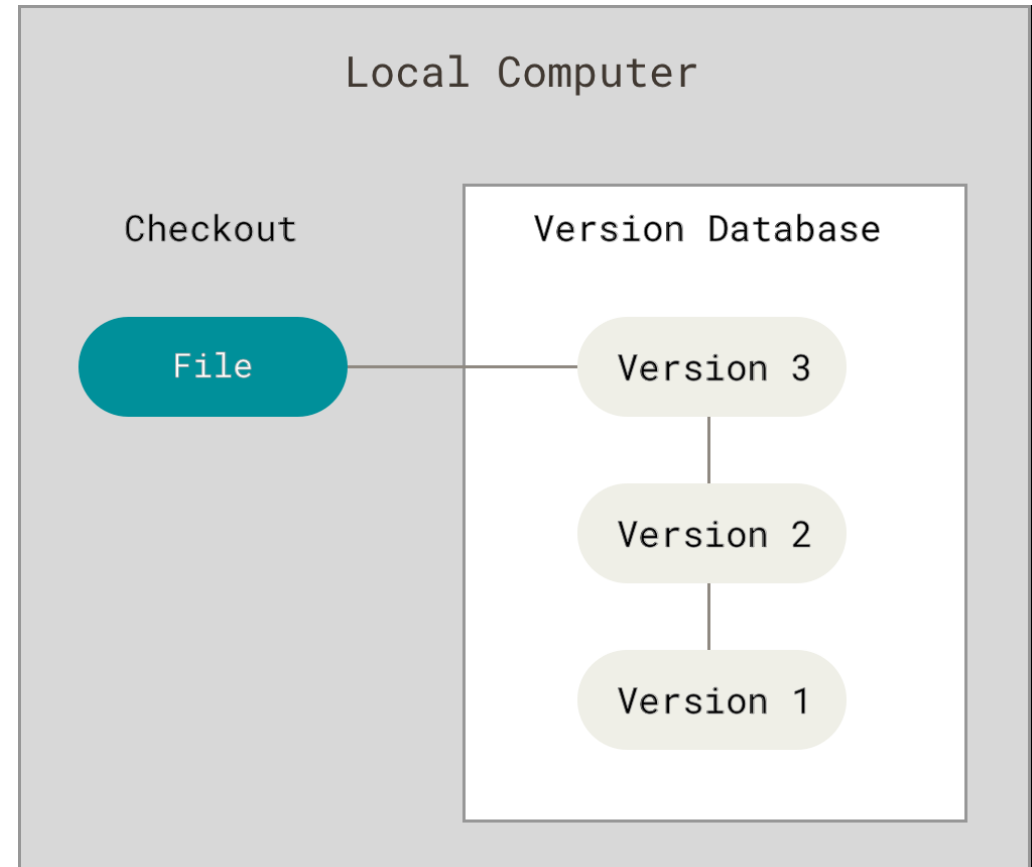 Local Computer
Checkout
Version Database
File
Version 3
Version 2
Version 1